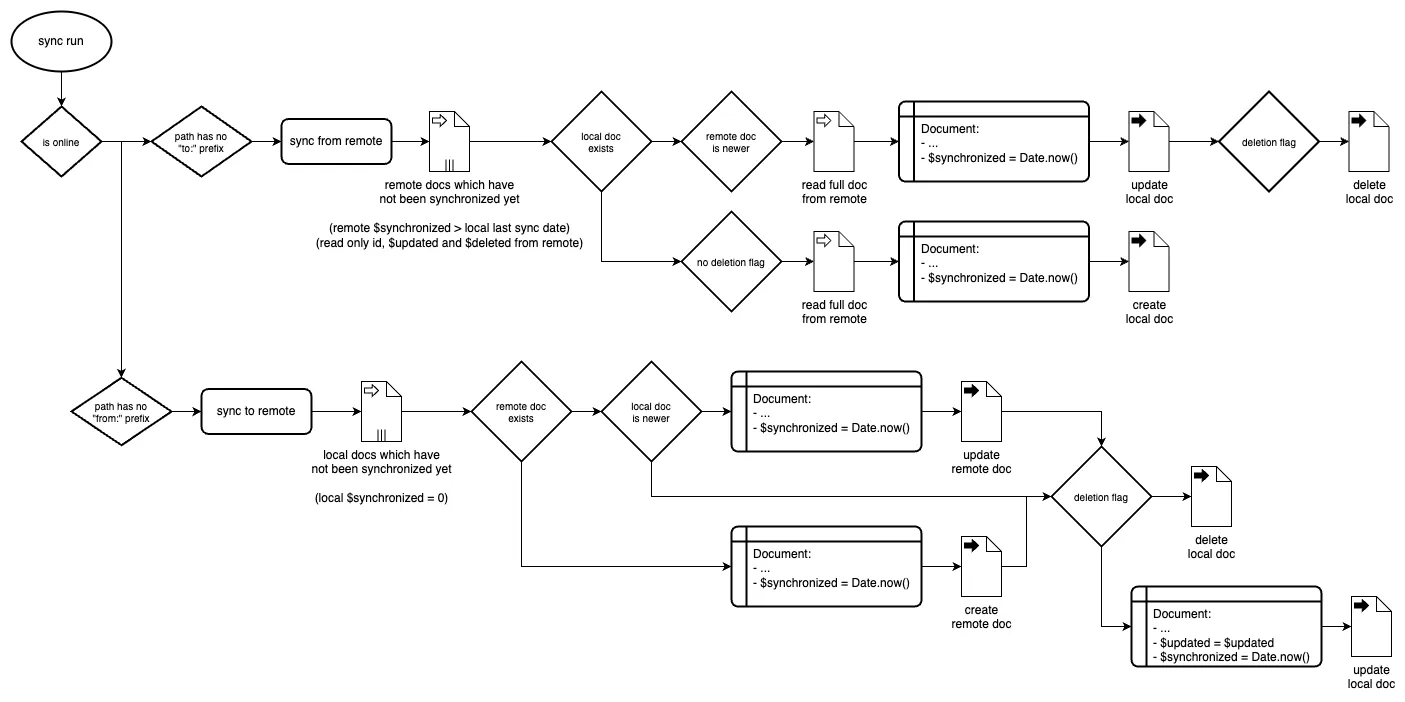 sync run
is online
path has no
"to:" prefix
sync from remote
remote docs which have
not been synchronized yet
(remote $synchronized > local last sync date)
(read only id, $updated and $deleted from remote)
local doc
exists
remote doc
is newer
read full doc
from remote
Document:
- ...
- $synchronized = Date.now()
update
local doc
deletion flag
delete
local doc
no deletion flag
read full doc
from remote
Document:
- ...
- $synchronized = Date.now()
create
local doc
path has no
"from:" prefix
sync to remote
local docs which have
not been synchronized yet
(local $synchronized = 0)
remote doc
exists
local doc
is newer
Document:
- ...
- $synchronized = Date.now()
update
remote doc
deletion flag
delete
local doc
Document:
- ...
- $synchronized = Date.now()
create
remote doc
Document:
- ...
- $updated = $updated
- $synchronized = Date.now()
update
local doc